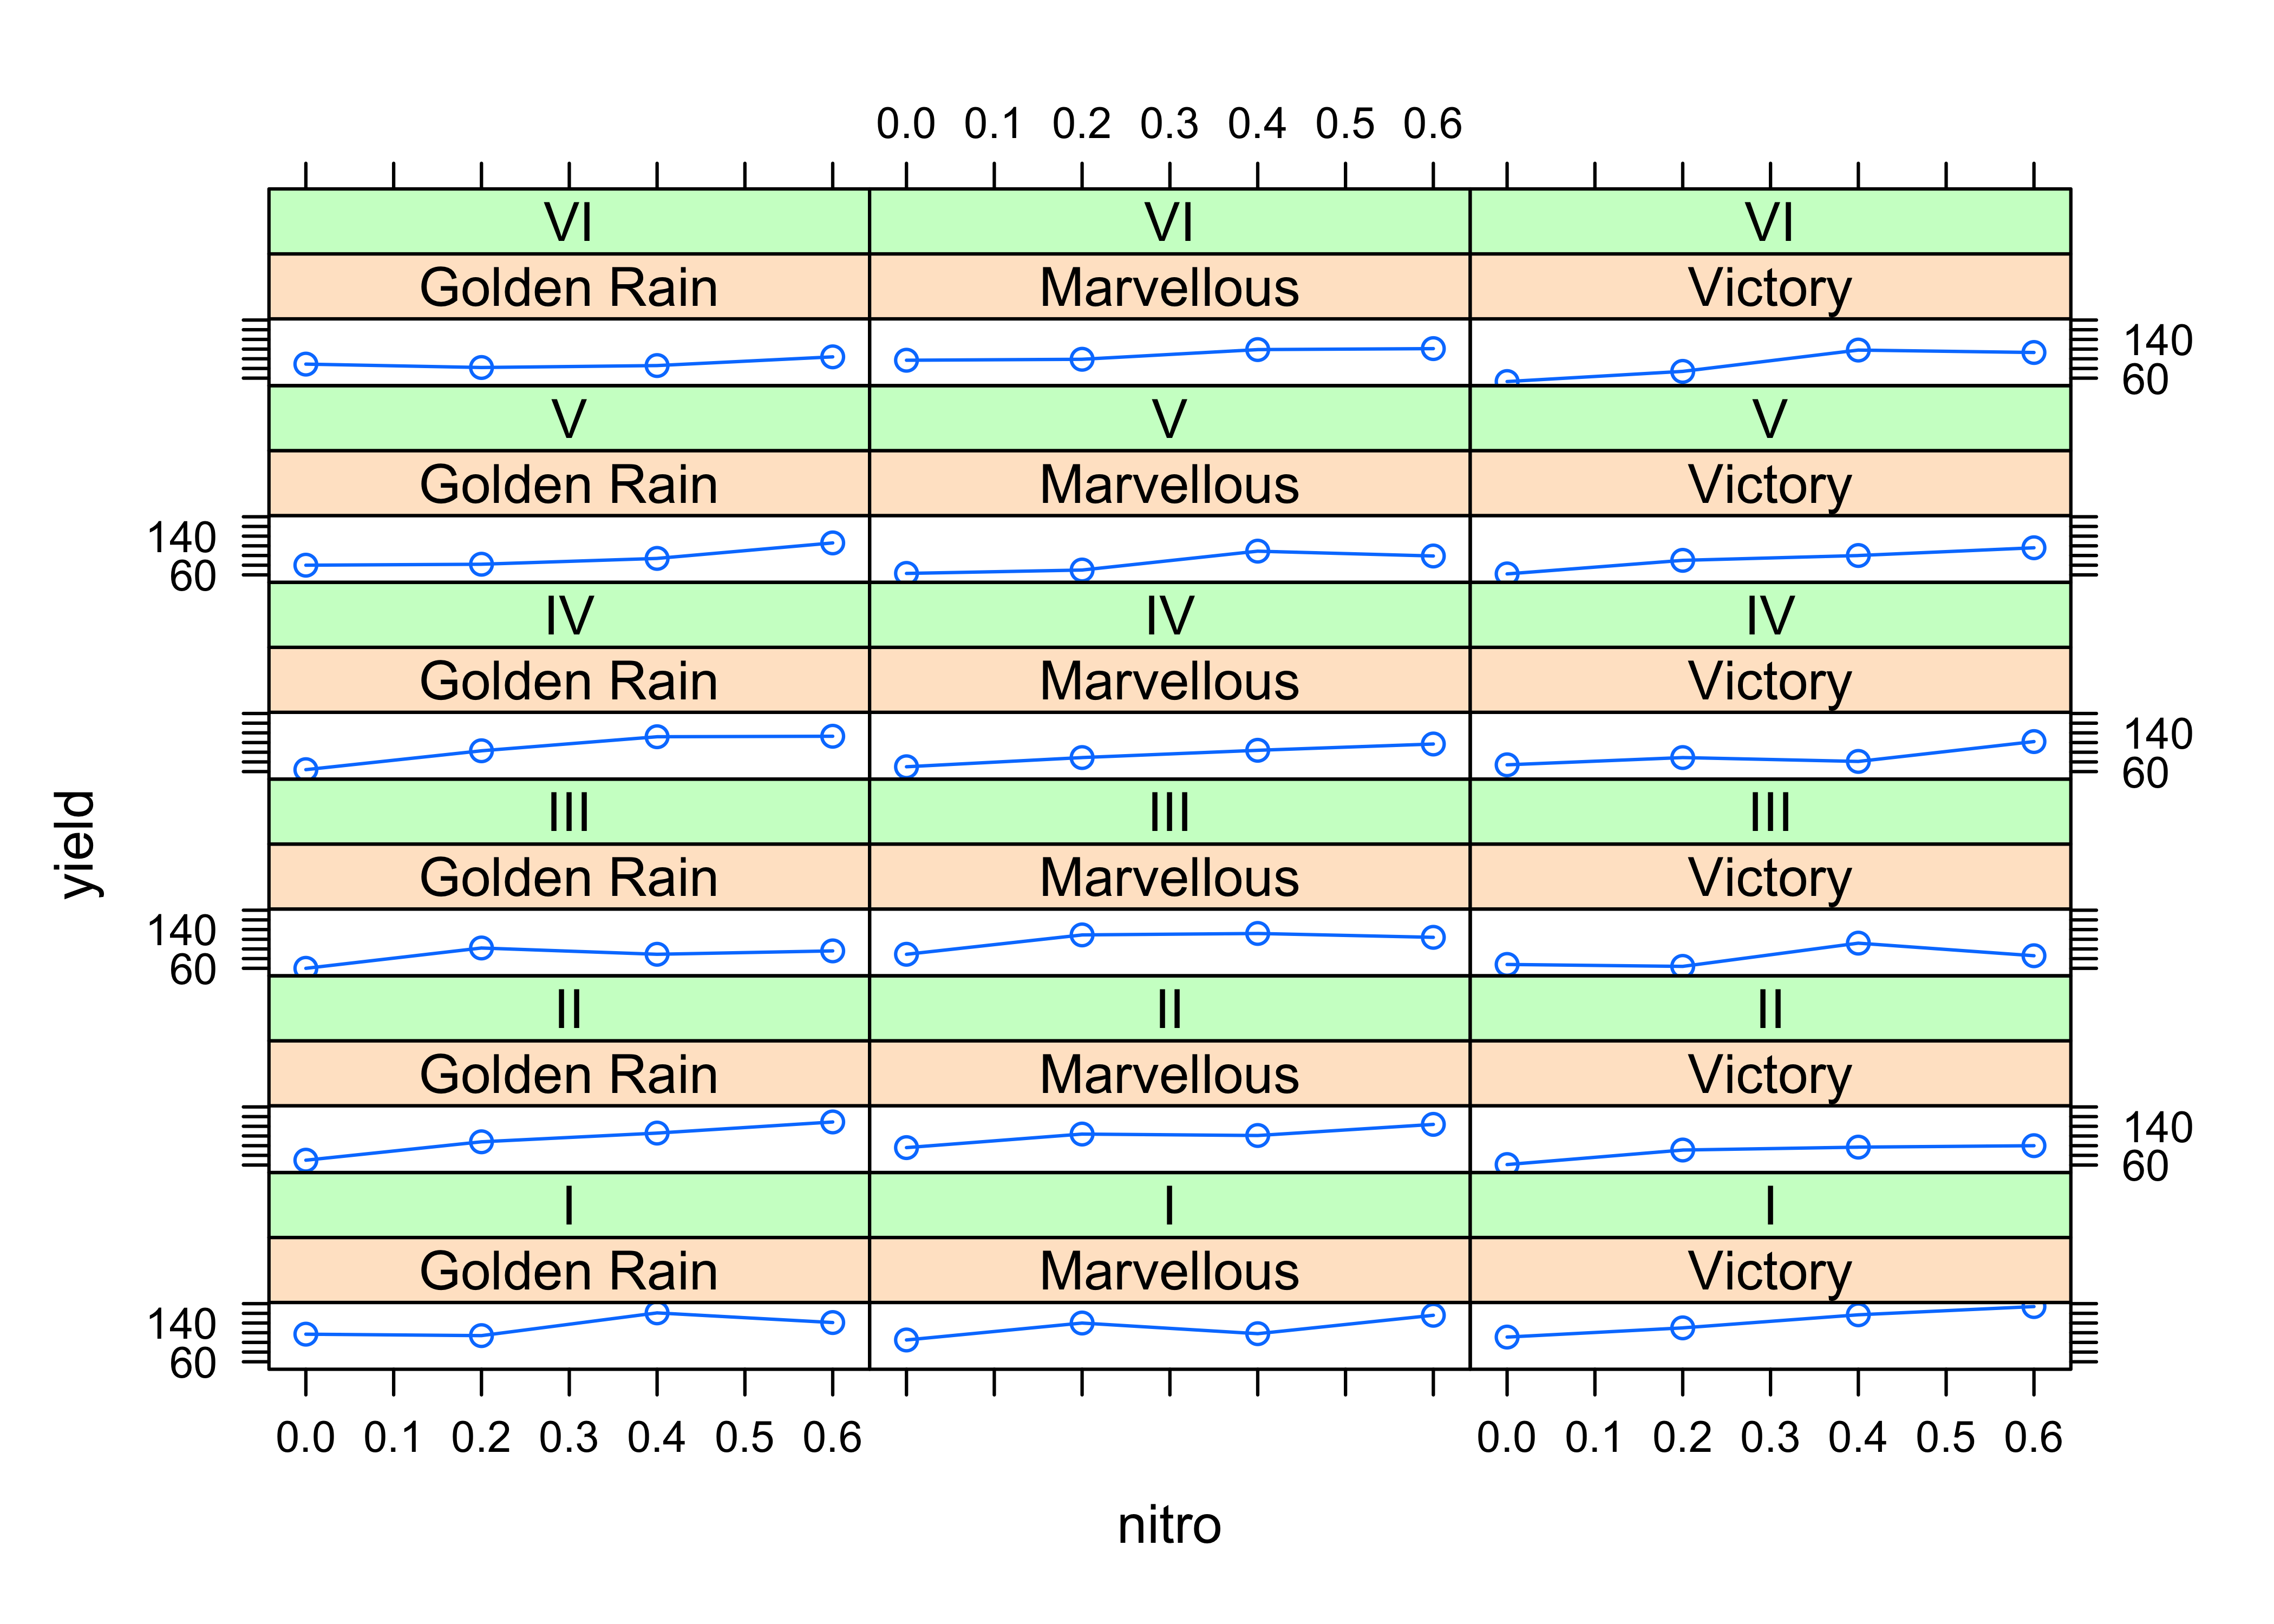 0.0 0.1 0.2 0.3 0.4 0.5 0.6
VI VI VI
Golden Rain Marvellous Victory
140
60
V V V
Golden Rain Marvellous Victory
140
60
IV IV IV
Golden Rain Marvellous Victory
140
60
III III III
Golden Rain Marvellous Victory
140
60
II II II
Golden Rain Marvellous Victory
140
60
I I I
Golden Rain Marvellous Victory
140
60
0.0 0.1 0.2 0.3 0.4 0.5 0.6 0.0 0.1 0.2 0.3 0.4 0.5 0.6
nitro
yield